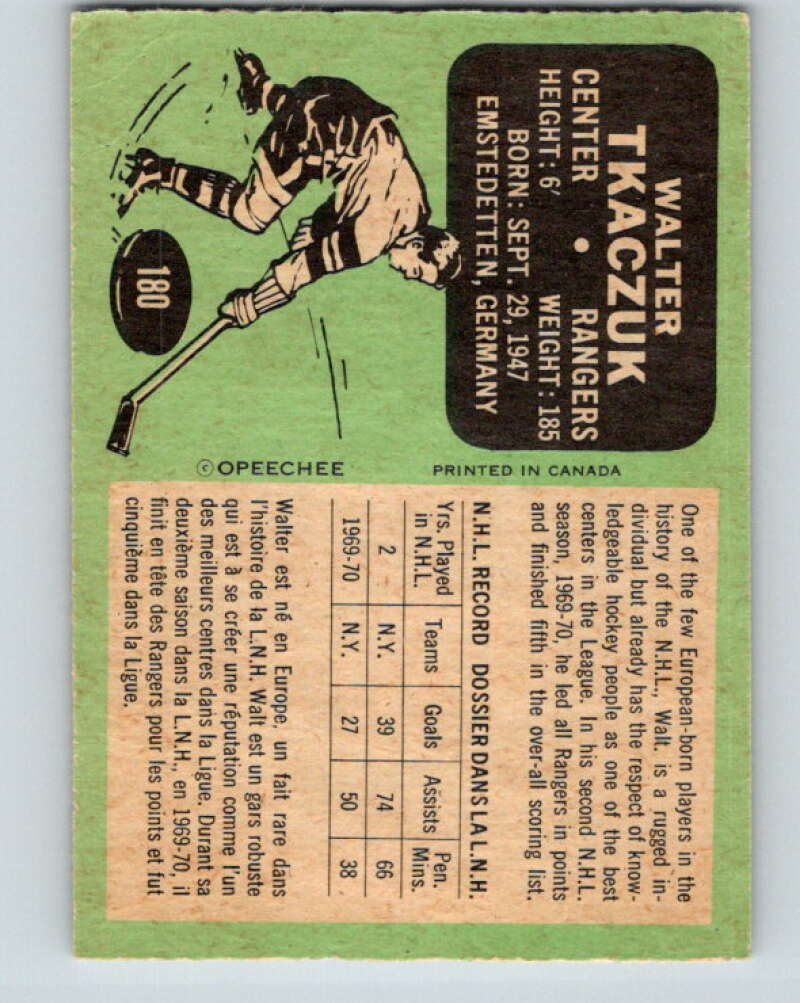 WALTER
TKACZUK
CENTER • RANGERS
HEIGHT: 6' WEIGHT: 185
BORN: SEPT. 29, 1947
EMSTEDETTEN, GERMANY
180
© OPEECHEE
PRINTED IN CANADA
One of the few European-born players in the
history of the N.H.L., Walt. is a rugged in-
dividual but already has the respect of know-
ledgeable hockey people as one of the best
centers in the League. In his second N.H.L.
season, 1969-70, he led all Rangers in points
and finished fifth in the over-all scoring list.
N.H.L. RECORD DOSSIER DANS LA L.N.H.
Yrs. Played in N.H.L. Teams Goals Assists Pen. Mins.
2 N.Y. 39 74 66
1969-70 N.Y. 27 50 38
Walter est né en Europe, un fait rare dans
l'histoire de la L.N.H. Walt est un gars robuste
qui est à se créer une réputation comme l'un
des meilleurs centres dans la Ligue. Durant sa
deuxième saison dans la L.N.H., en 1969-70, il
finit en tête des Rangers pour les points et fut
cinquième dans la Ligue.